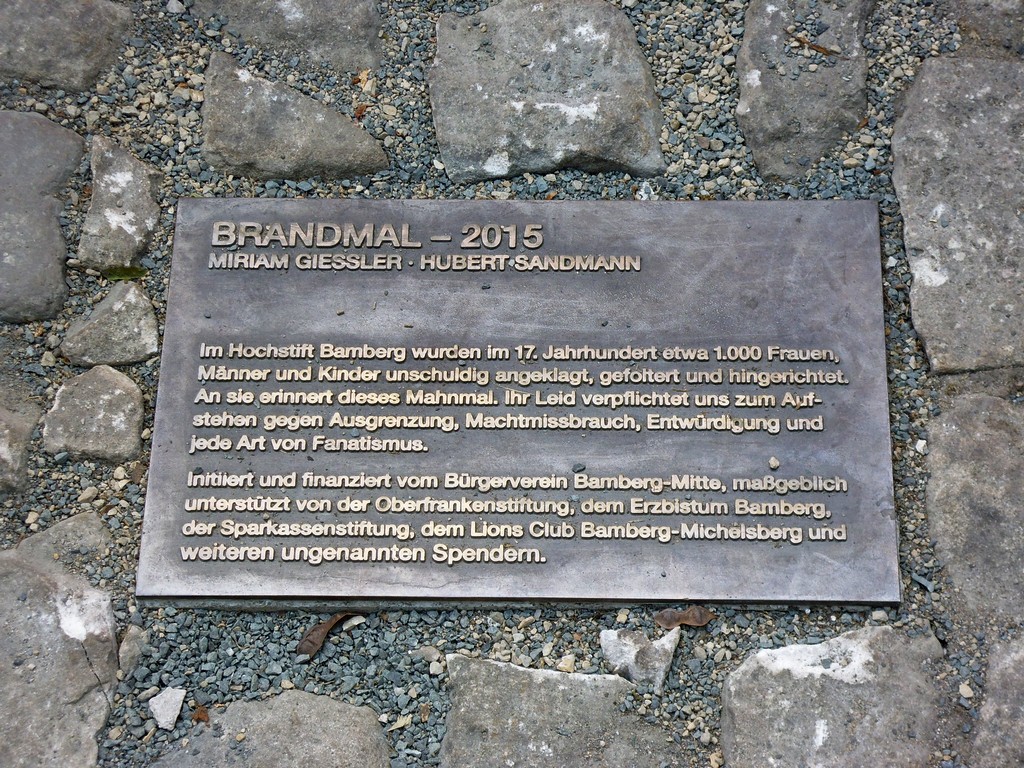 BRANDMAL – 2015
MIRIAM GIESSLER · HUBERT SANDMANN
Im Hochstift Bamberg wurden im 17. Jahrhundert etwa 1.000 Frauen,
Männer und Kinder unschuldig angeklagt, gefoltert und hingerichtet.
An sie erinnert dieses Mahnmal. Ihr Leid verpflichtet uns zum Auf-
stehen gegen Ausgrenzung, Machtmissbrauch, Entwürdigung und
jede Art von Fanatismus.
Initiiert und finanziert vom Bürgerverein Bamberg-Mitte, maßgeblich
unterstützt von der Oberfrankenstiftung, dem Erzbistum Bamberg,
der Sparkassenstiftung, dem Lions Club Bamberg-Michelsberg und
weiteren ungenannten Spendern.